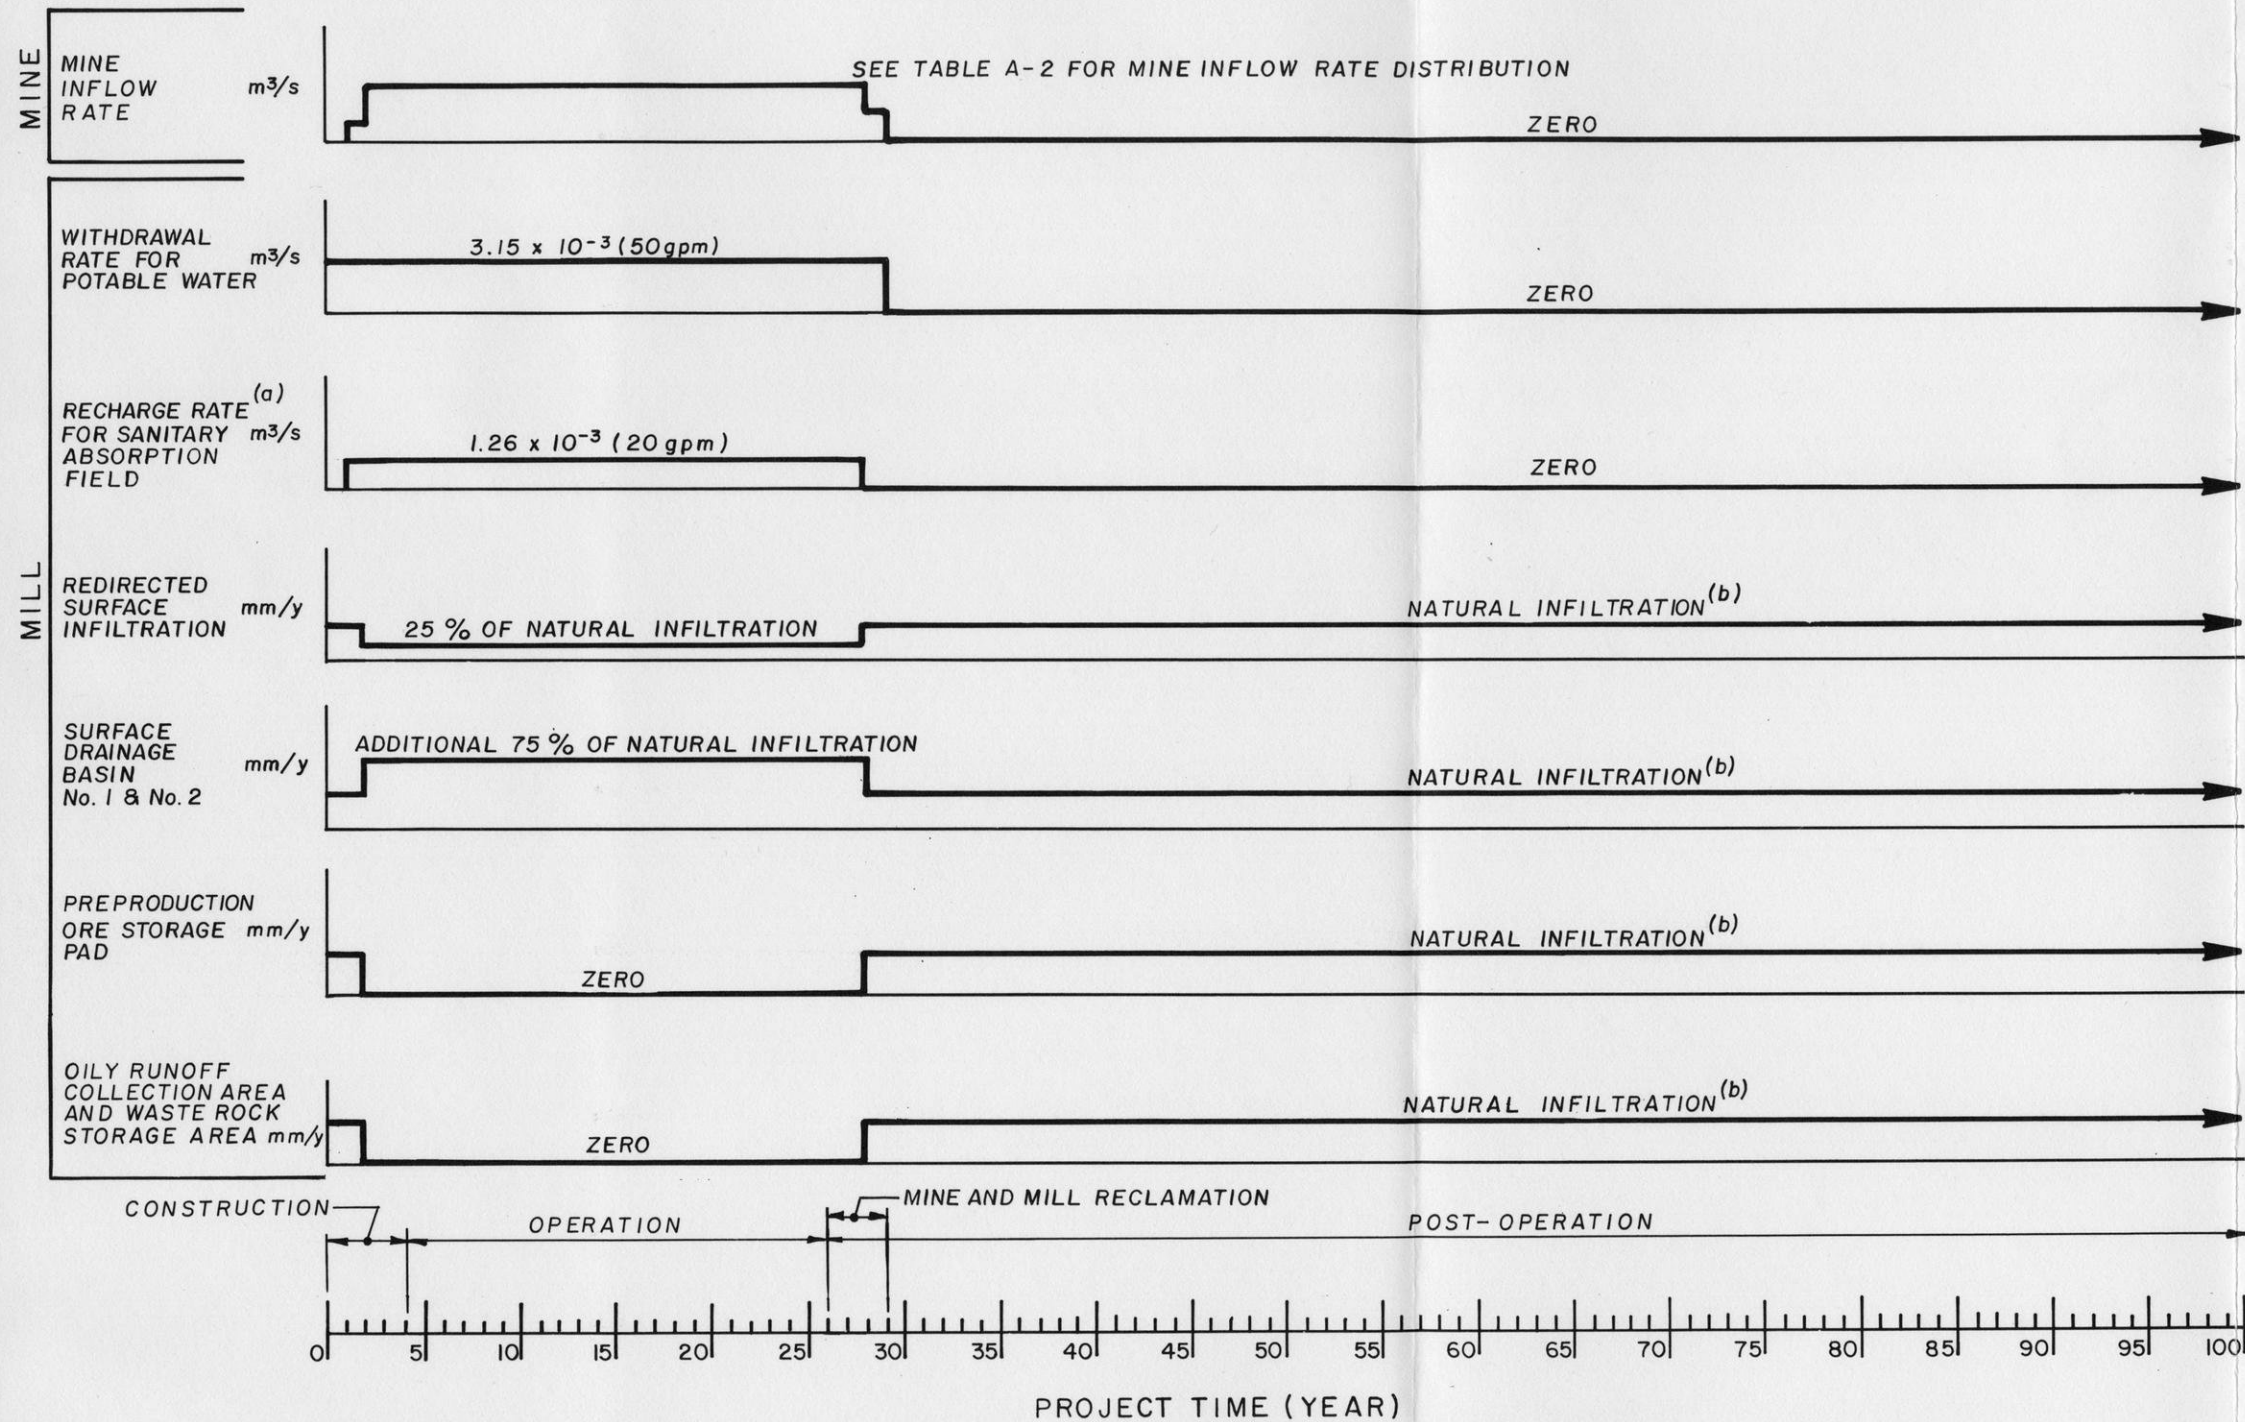 MINE
MINE
INFLOW
RATE
m³/s
SEE TABLE A-2 FOR MINE INFLOW RATE DISTRIBUTION
ZERO
MILL
WITHDRAWAL
RATE FOR
POTABLE WATER
m³/s
3.15 x 10⁻³ (50gpm)
ZERO
RECHARGE RATE (a)
FOR SANITARY
ABSORPTION
FIELD
m³/s
1.26 x 10⁻³ (20 gpm)
ZERO
REDIRECTED
SURFACE
INFILTRATION
mm/y
25 % OF NATURAL INFILTRATION
NATURAL INFILTRATION (b)
SURFACE
DRAINAGE
BASIN
No. 1 & No. 2
mm/y
ADDITIONAL 75 % OF NATURAL INFILTRATION
NATURAL INFILTRATION (b)
PREPRODUCTION
ORE STORAGE
PAD
mm/y
ZERO
NATURAL INFILTRATION (b)
OILY RUNOFF
COLLECTION AREA
AND WASTE ROCK
STORAGE AREA mm/y
ZERO
NATURAL INFILTRATION (b)
CONSTRUCTION
OPERATION
MINE AND MILL RECLAMATION
POST-OPERATION
0 5 10 15 20 25 30 35 40 45 50 55 60 65 70 75 80 85 90 95 100
PROJECT TIME (YEAR)